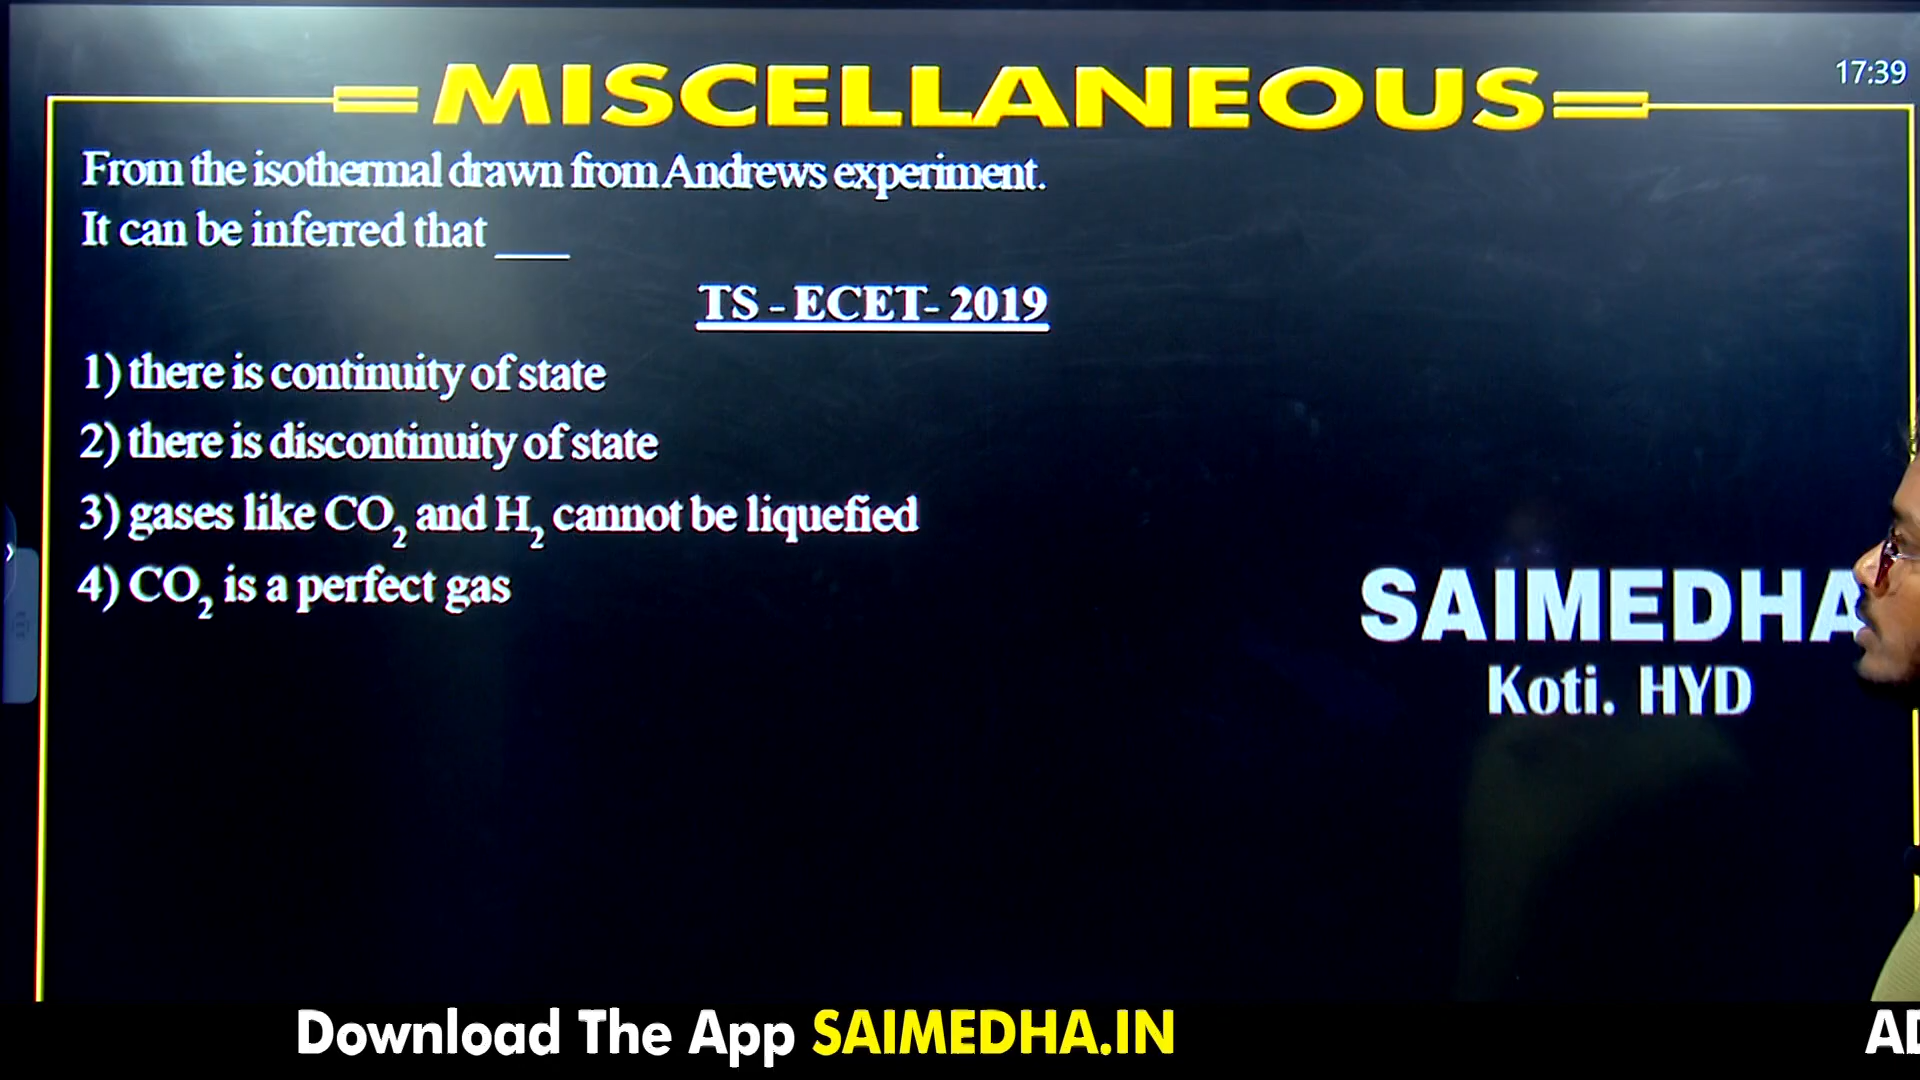 MISCELLANEOUS
17:39
From the isothermal drawn from Andrews experiment.
It can be inferred that ____
TS - ECET- 2019
1) there is continuity of state
2) there is discontinuity of state
3) gases like CO₂ and H₂ cannot be liquefied
4) CO₂ is a perfect gas
SAIMEDHA
Koti. HYD
Download The App SAIMEDHA.IN